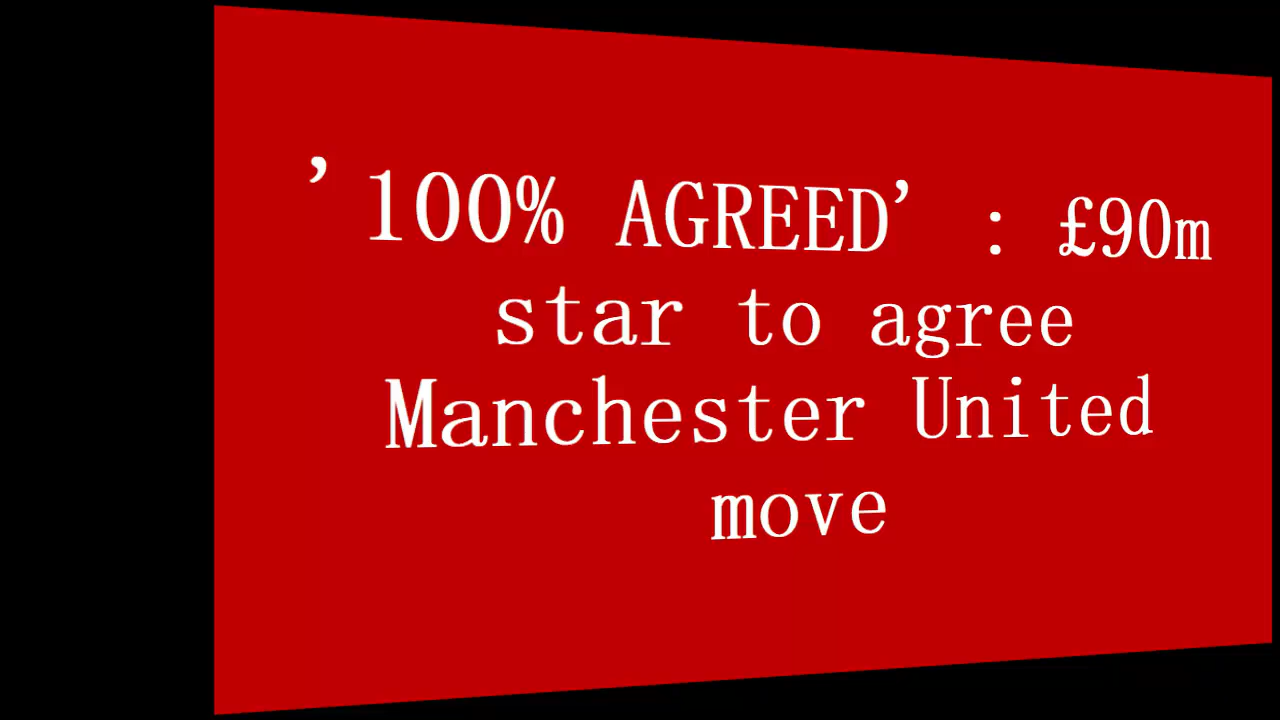 ’100% AGREED’ : £90m
star to agree
Manchester United
move